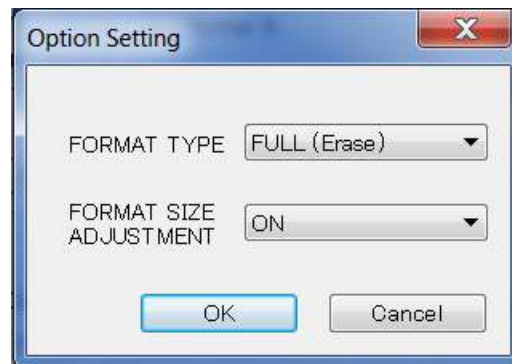 Option Setting
FORMAT TYPE FULL (Erase)
FORMAT SIZE
ADJUSTMENT ON
OK Cancel